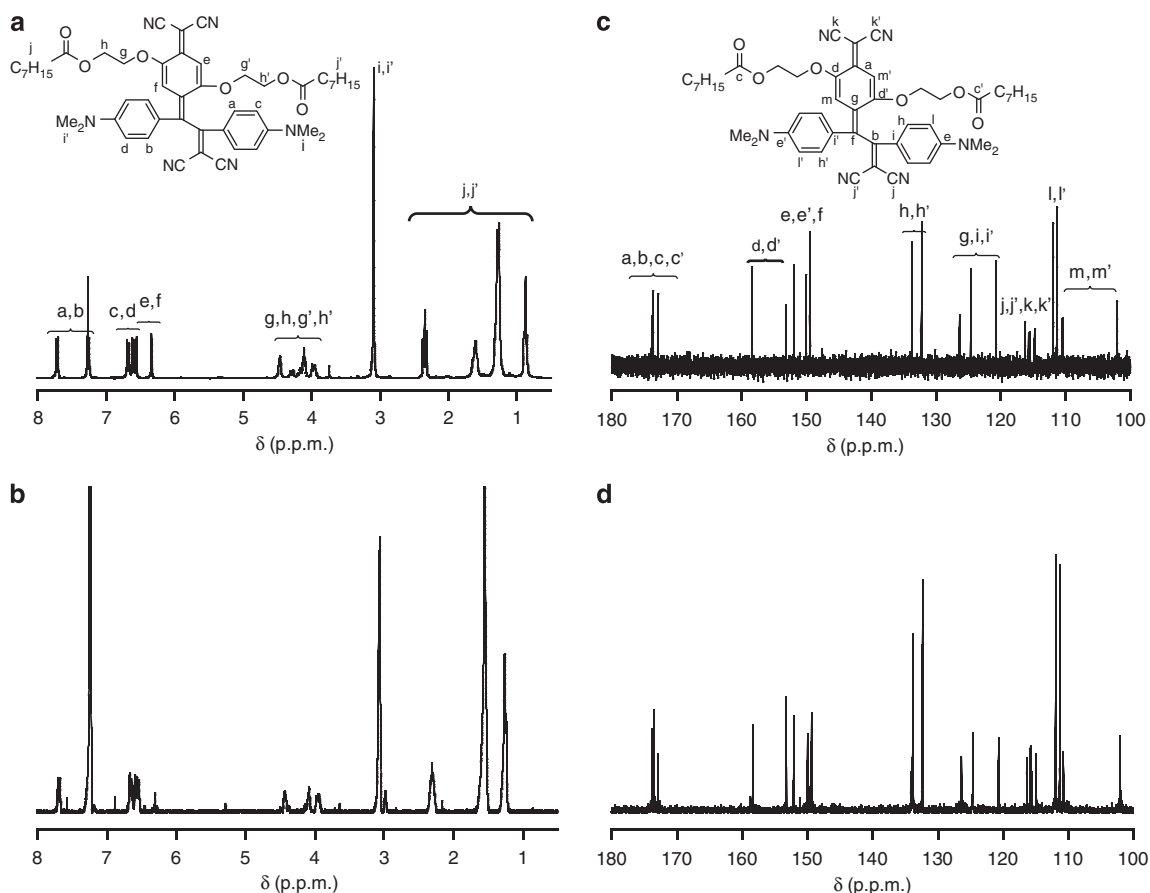 a
NC CN
j
O
h
g
O
e
C7H15
O
f
g'
O
h'
O
j'
C7H15
O
a
c
Me2N
i'
d
b
NMe2
i
NC
CN
i,i'
j,j'
a,b
c,d
e,f
g,h,g',h'
8 7 6 5 4 3 2 1
δ (p.p.m.)
b
8 7 6 5 4 3 2 1
δ (p.p.m.)
c
k k'
NC CN
O
C7H15
c
O
O
d
a
m'
m
g
d'
O
O
c'
C7H15
O
h
l
Me2N
e'
i'
f
b
i
e
NMe2
l'
h'
NC
CN
j'
j
a,b,c,c'
d,d'
e,e',f
h,h'
g,i,i'
j,j',k,k'
l,l'
m,m'
180 170 160 150 140 130 120 110 100
δ (p.p.m.)
d
180 170 160 150 140 130 120 110 100
δ (p.p.m.)